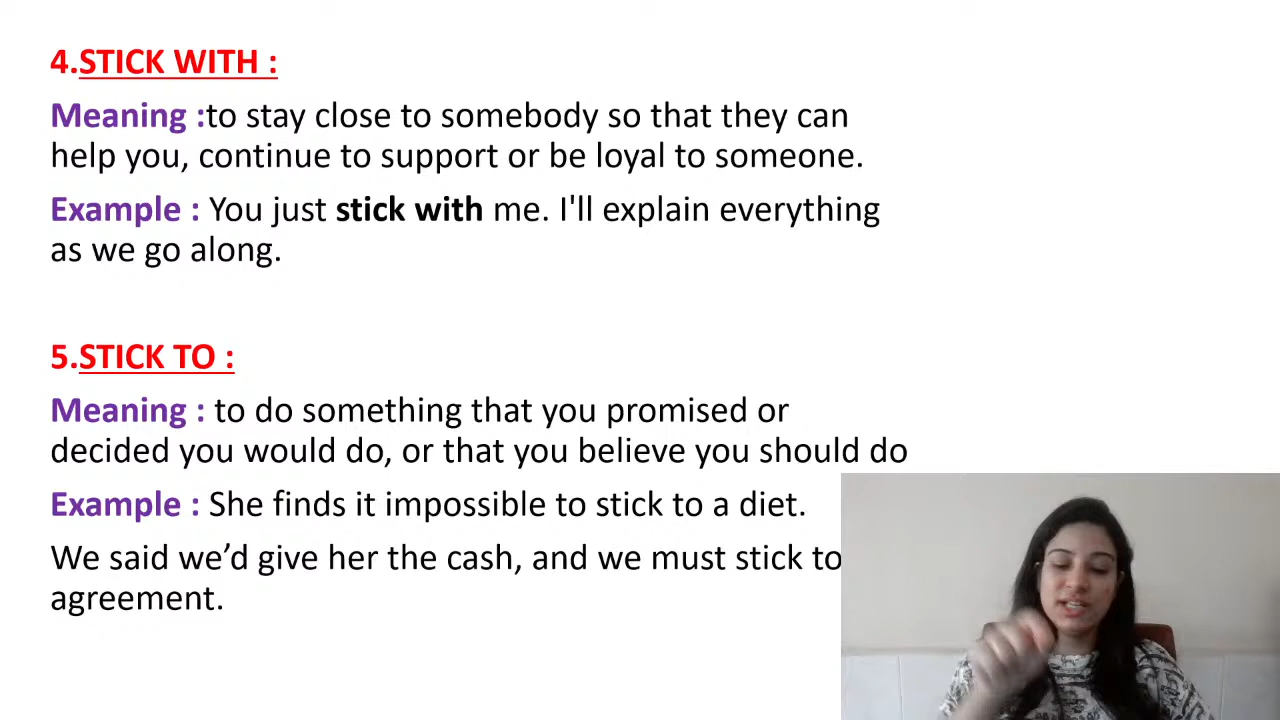 4.STICK WITH :
Meaning :to stay close to somebody so that they can
help you, continue to support or be loyal to someone.
Example : You just stick with me. I'll explain everything
as we go along.
5.STICK TO :
Meaning : to do something that you promised or
decided you would do, or that you believe you should do
Example : She finds it impossible to stick to a diet.
We said we’d give her the cash, and we must stick to
agreement.